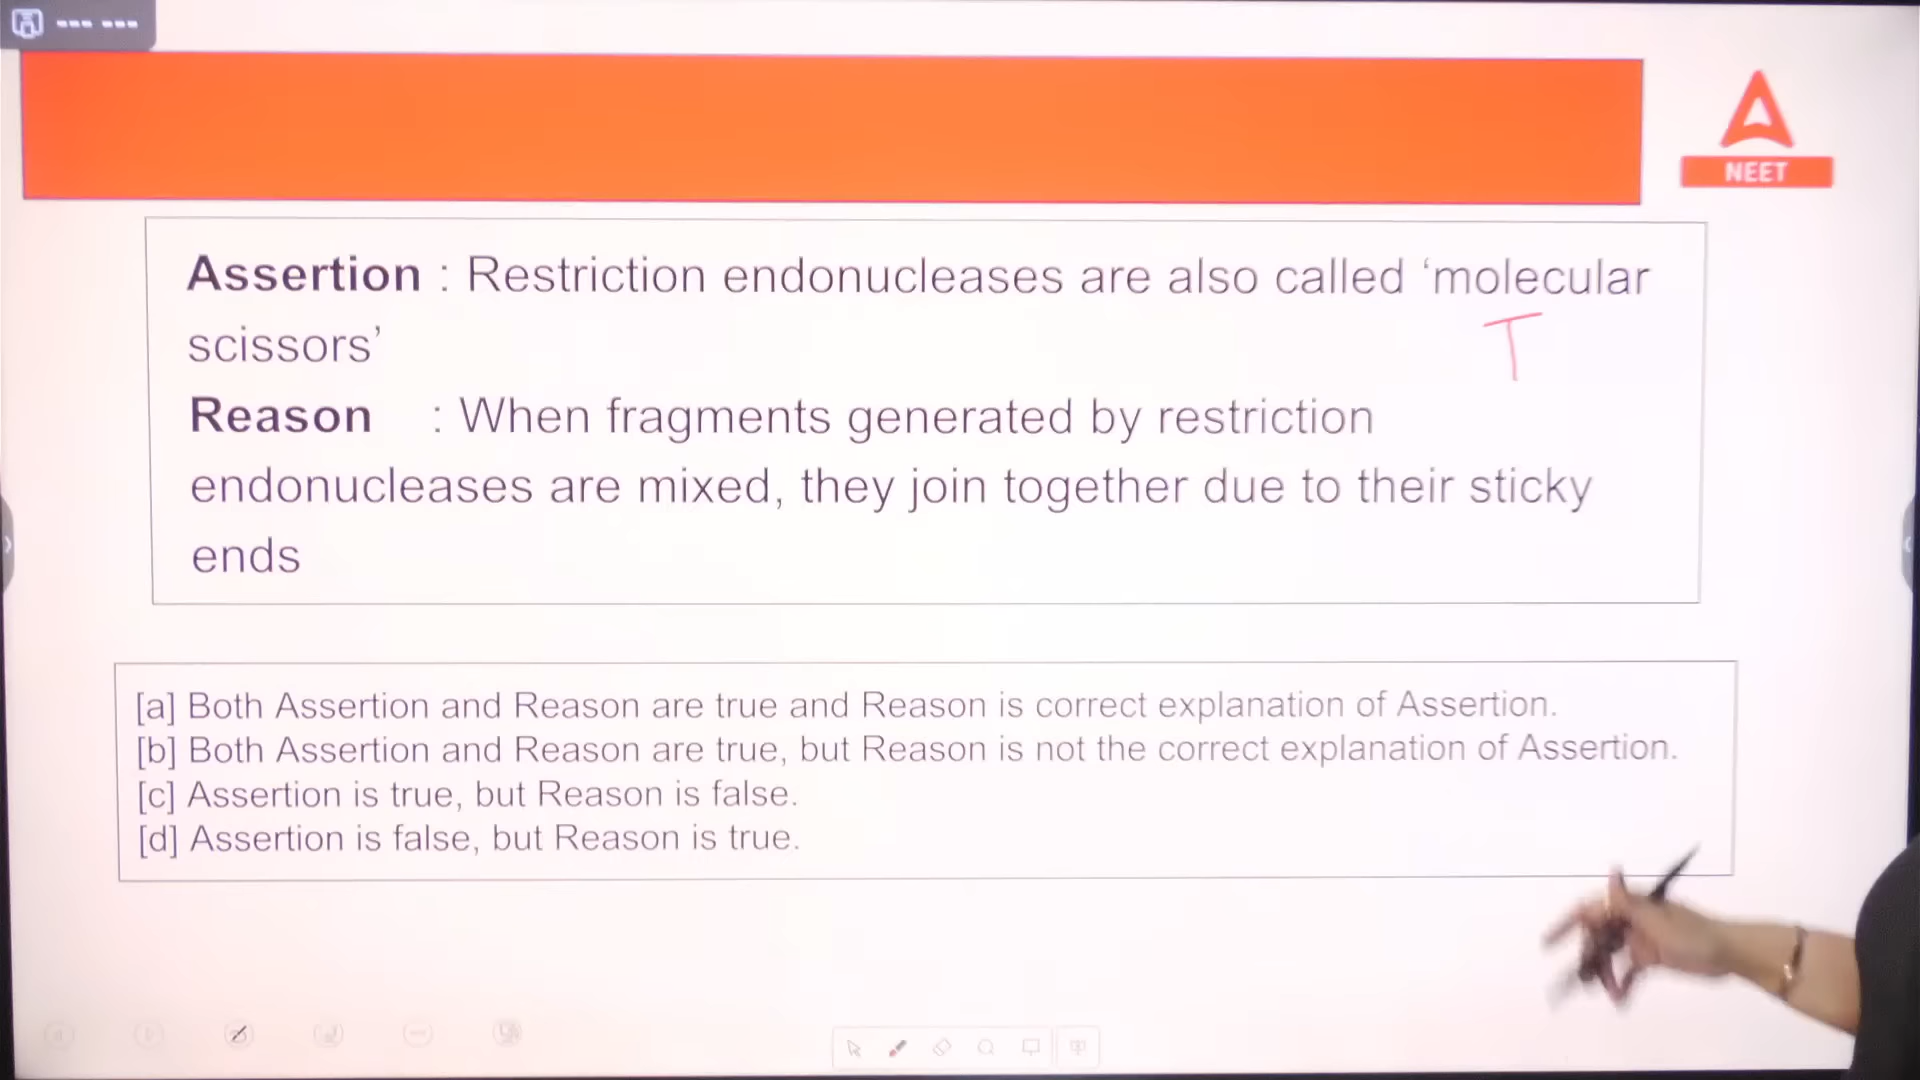 NEET
Assertion : Restriction endonucleases are also called ‘molecular
scissors’
T
Reason : When fragments generated by restriction
endonucleases are mixed, they join together due to their sticky
ends
[a] Both Assertion and Reason are true and Reason is correct explanation of Assertion.
[b] Both Assertion and Reason are true, but Reason is not the correct explanation of Assertion.
[c] Assertion is true, but Reason is false.
[d] Assertion is false, but Reason is true.